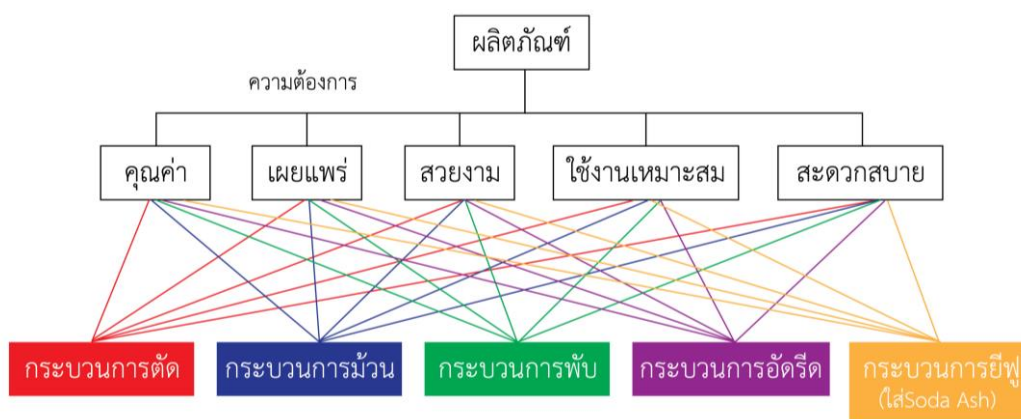 ผลิตภัณฑ์
ความต้องการ
คุณค่า
เผยแพร่
สวยงาม
ใช้งานเหมาะสม
สะดวกสบาย
กระบวนการตัด
กระบวนการม้วน
กระบวนการพับ
กระบวนการอัดรีด
กระบวนการยีฟู
(ใส่Soda Ash)